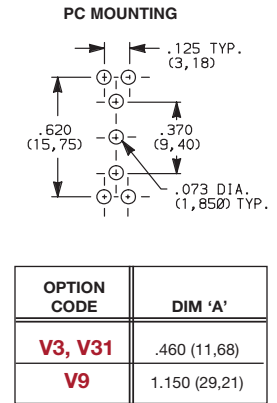 PC MOUNTING
.125 TYP.
(3,18)
.620
(15,75)
.370
(9,40)
.073 DIA.
(1,850) TYP.
OPTION CODE
DIM ‘A’
V3, V31
.460 (11,68)
V9
1.150 (29,21)